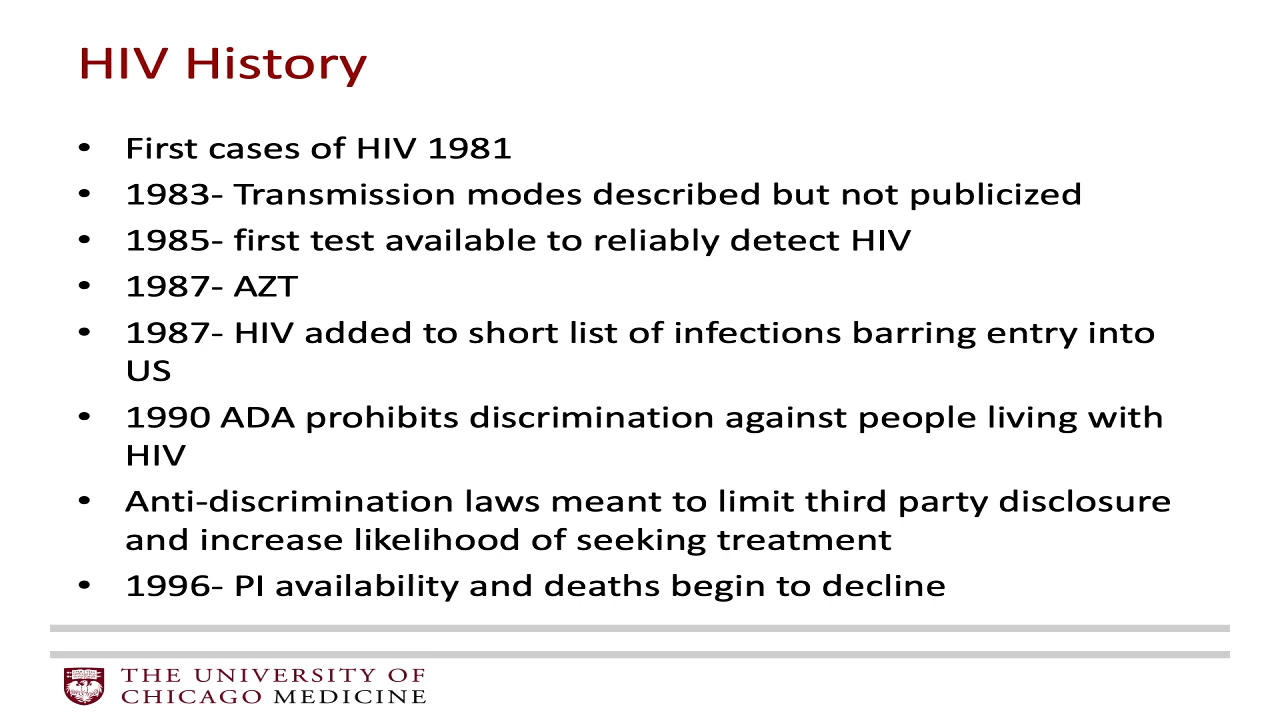 HIV History
• First cases of HIV 1981
• 1983- Transmission modes described but not publicized
• 1985- first test available to reliably detect HIV
• 1987- AZT
• 1987- HIV added to short list of infections barring entry into
US
• 1990 ADA prohibits discrimination against people living with
HIV
• Anti-discrimination laws meant to limit third party disclosure
and increase likelihood of seeking treatment
• 1996- PI availability and deaths begin to decline
THE UNIVERSITY OF
CHICAGO MEDICINE